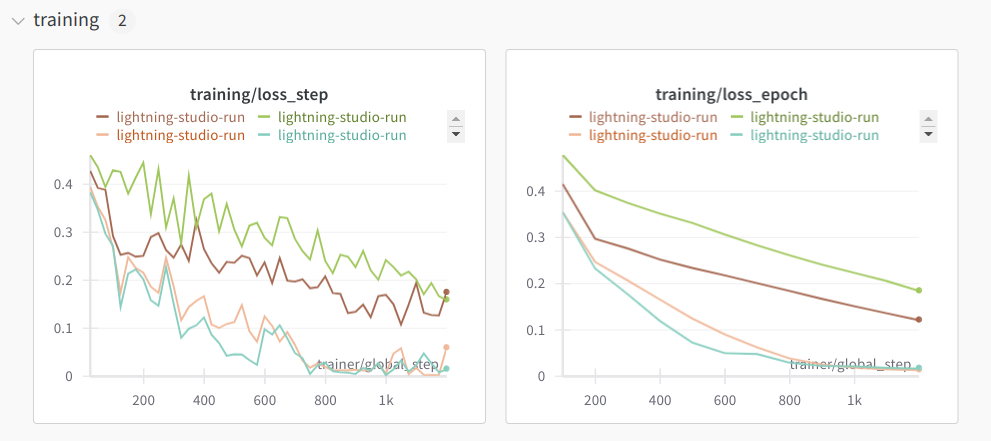 training 2
training/loss_step
lightning-studio-run lightning-studio-run
lightning-studio-run lightning-studio-run
0.4
0.3
0.2
0.1
0
trainer/global_step
200 400 600 800 1k
training/loss_epoch
lightning-studio-run lightning-studio-run
lightning-studio-run lightning-studio-run
0.4
0.3
0.2
0.1
0
trainer/global_step
200 400 600 800 1k